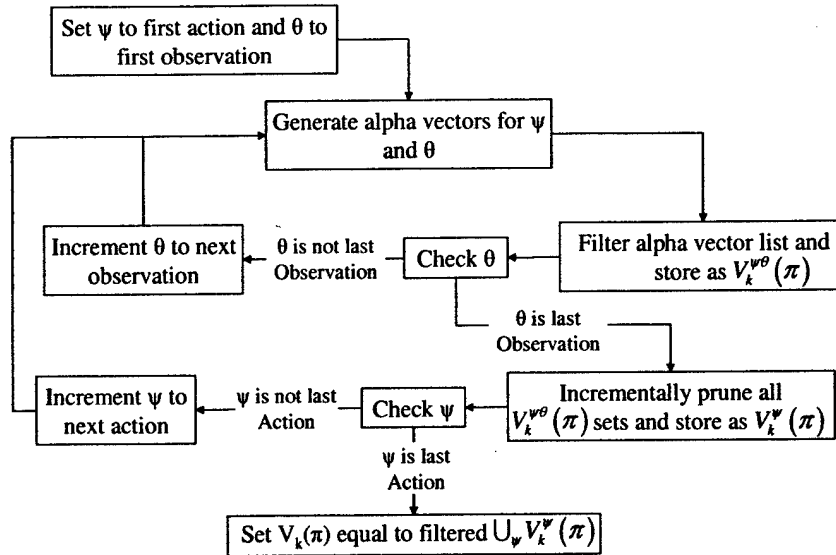 Set ψ to first action and θ to
first observation
Generate alpha vectors for ψ
and θ
Increment θ to next
observation
θ is not last
Observation
Check θ
Filter alpha vector list and
store as V_k^{ψθ}(π)
θ is last
Observation
Increment ψ to
next action
ψ is not last
Action
Check ψ
Incrementally prune all
V_k^{ψθ}(π) sets and store as V_k^ψ(π)
ψ is last
Action
Set V_k(π) equal to filtered ⋃_ψ V_k^ψ(π)